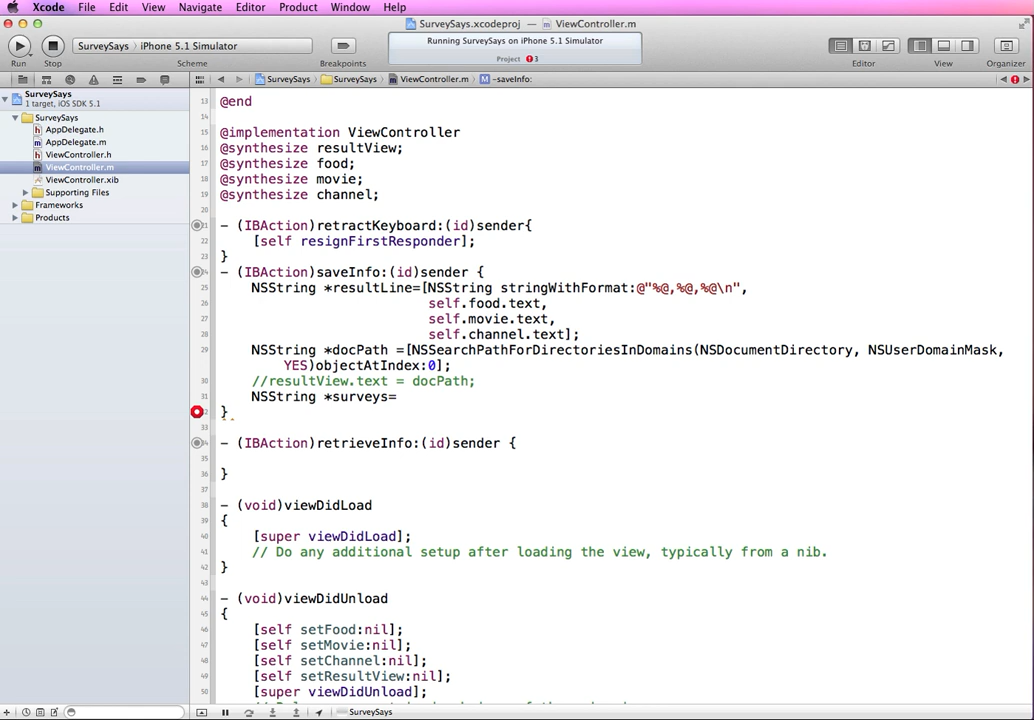 Xcode File Edit View Navigate Editor Product Window Help
SurveySays.xcodeproj — ViewController.m
SurveySays › iPhone 5.1 Simulator
Running SurveySays on iPhone 5.1 Simulator
Project 3
Run Stop Scheme Breakpoints Editor View Organizer
SurveySays SurveySays ViewController.m M -saveInfo:
SurveySays
1 target, iOS SDK 5.1
SurveySays
AppDelegate.h
AppDelegate.m
ViewController.h
ViewController.m
ViewController.xib
Supporting Files
Frameworks
Products
13 @end
14
15 @implementation ViewController
16 @synthesize resultView;
17 @synthesize food;
18 @synthesize movie;
19 @synthesize channel;
20
21 - (IBAction)retractKeyboard:(id)sender{
22 [self resignFirstResponder];
23 }
24 - (IBAction)saveInfo:(id)sender {
25 NSString *resultLine=[NSString stringWithFormat:@"%@,%@,%@\n",
26 self.food.text,
27 self.movie.text,
28 self.channel.text];
29 NSString *docPath =[NSSearchPathForDirectoriesInDomains(NSDocumentDirectory, NSUserDomainMask,
YES)objectAtIndex:0];
30 //resultView.text = docPath;
31 NSString *surveys=
32 }
33
34 - (IBAction)retrieveInfo:(id)sender {
35
36 }
37
38 - (void)viewDidLoad
39 {
40 [super viewDidLoad];
41 // Do any additional setup after loading the view, typically from a nib.
42 }
43
44 - (void)viewDidUnload
45 {
46 [self setFood:nil];
47 [self setMovie:nil];
48 [self setChannel:nil];
49 [self setResultView:nil];
50 [super viewDidUnload];
SurveySays